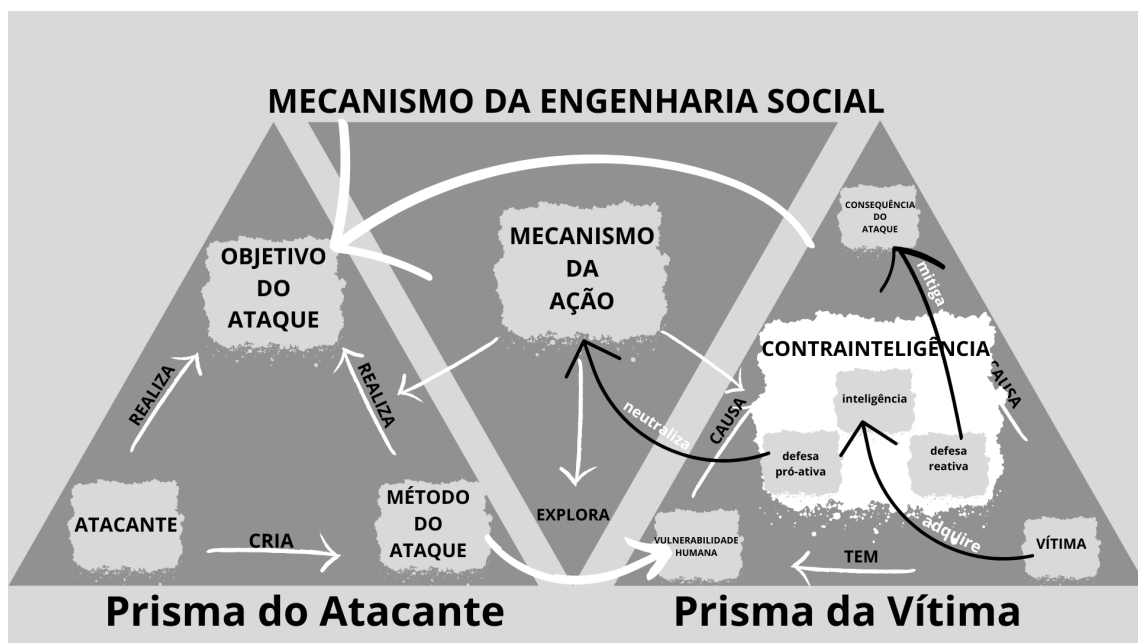 MECANISMO DA ENGENHARIA SOCIAL
OBJETIVO
DO
ATAQUE
REALIZA
REALIZA
ATACANTE
CRIA
MÉTODO
DO
ATAQUE
MECANISMO
DA
AÇÃO
EXPLORA
neutraliza
CONSEQUÊNCIA
DO
ATAQUE
mitiga
CONTRAINTELIGÊNCIA
inteligência
defesa
pró-ativa
defesa
reativa
CAUSA
CAUSA
adquire
VULNERABILIDADE
HUMANA
TEM
VÍTIMA
Prisma do Atacante
Prisma da Vítima